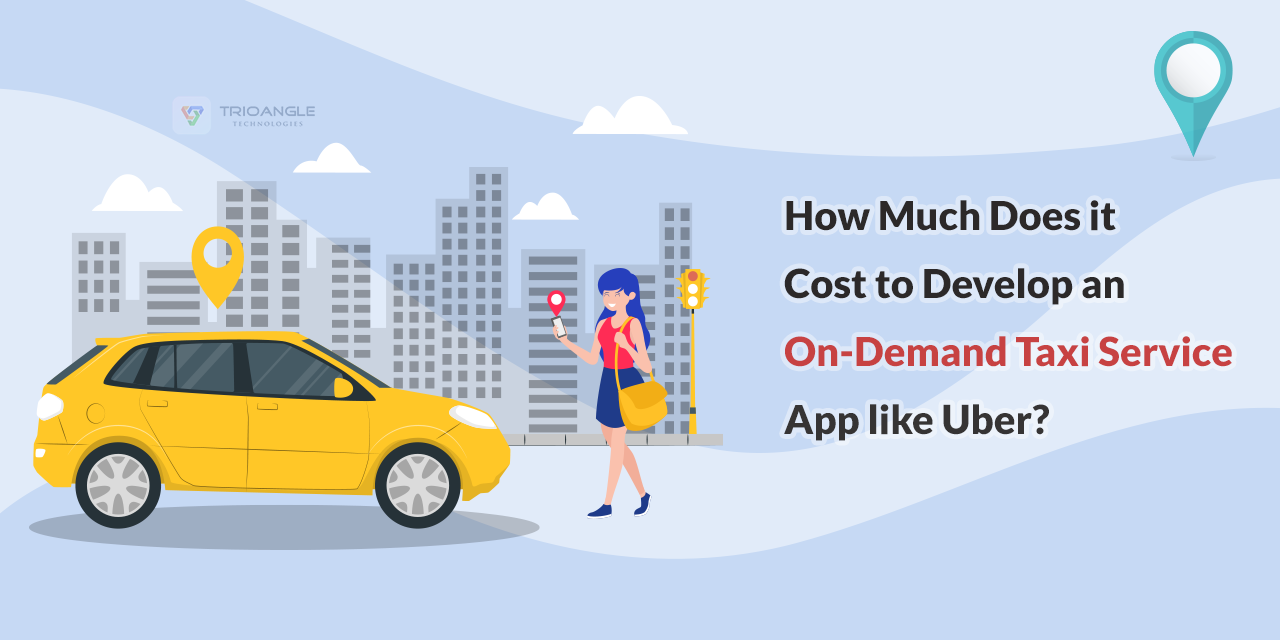 TRIOANGLE
TECHNOLOGIES
How Much Does it
Cost to Develop an
On-Demand Taxi Service
App like Uber?